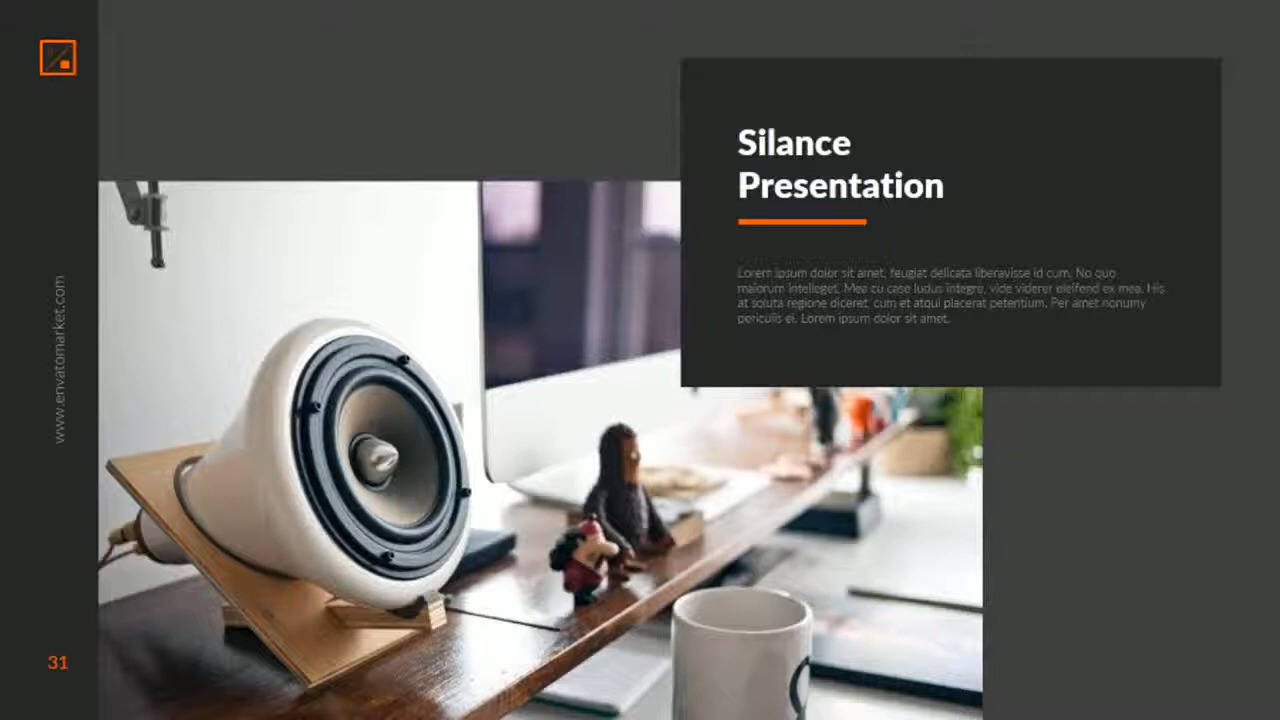 Silance
Presentation
Lorem ipsum dolor sit amet, feugiat delicata liberavisse id cum. No quo
maiorum intelleget. Mea cu case ludus integre, vide viderer eleifend ex mea. His
at soluta regione diceret, cum et atqui placerat petentium. Per amet nonumy
periculis ei. Lorem ipsum dolor sit amet.
www.envatomarket.com
31